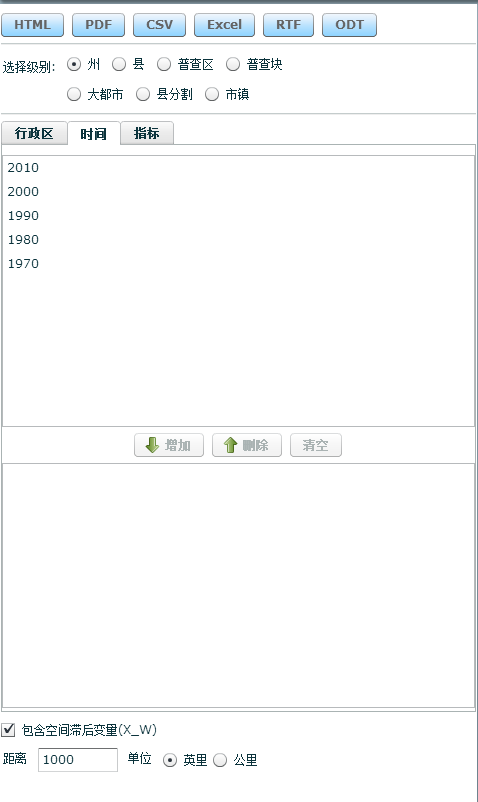 HTML PDF CSV Excel RTF ODT
选择级别: 州 县 普查区 普查块
大都市 县分割 市镇
行政区 时间 指标
2010
2000
1990
1980
1970
增加 删除 清空
包含空间滞后变量(X_W)
距离 1000 单位 英里 公里